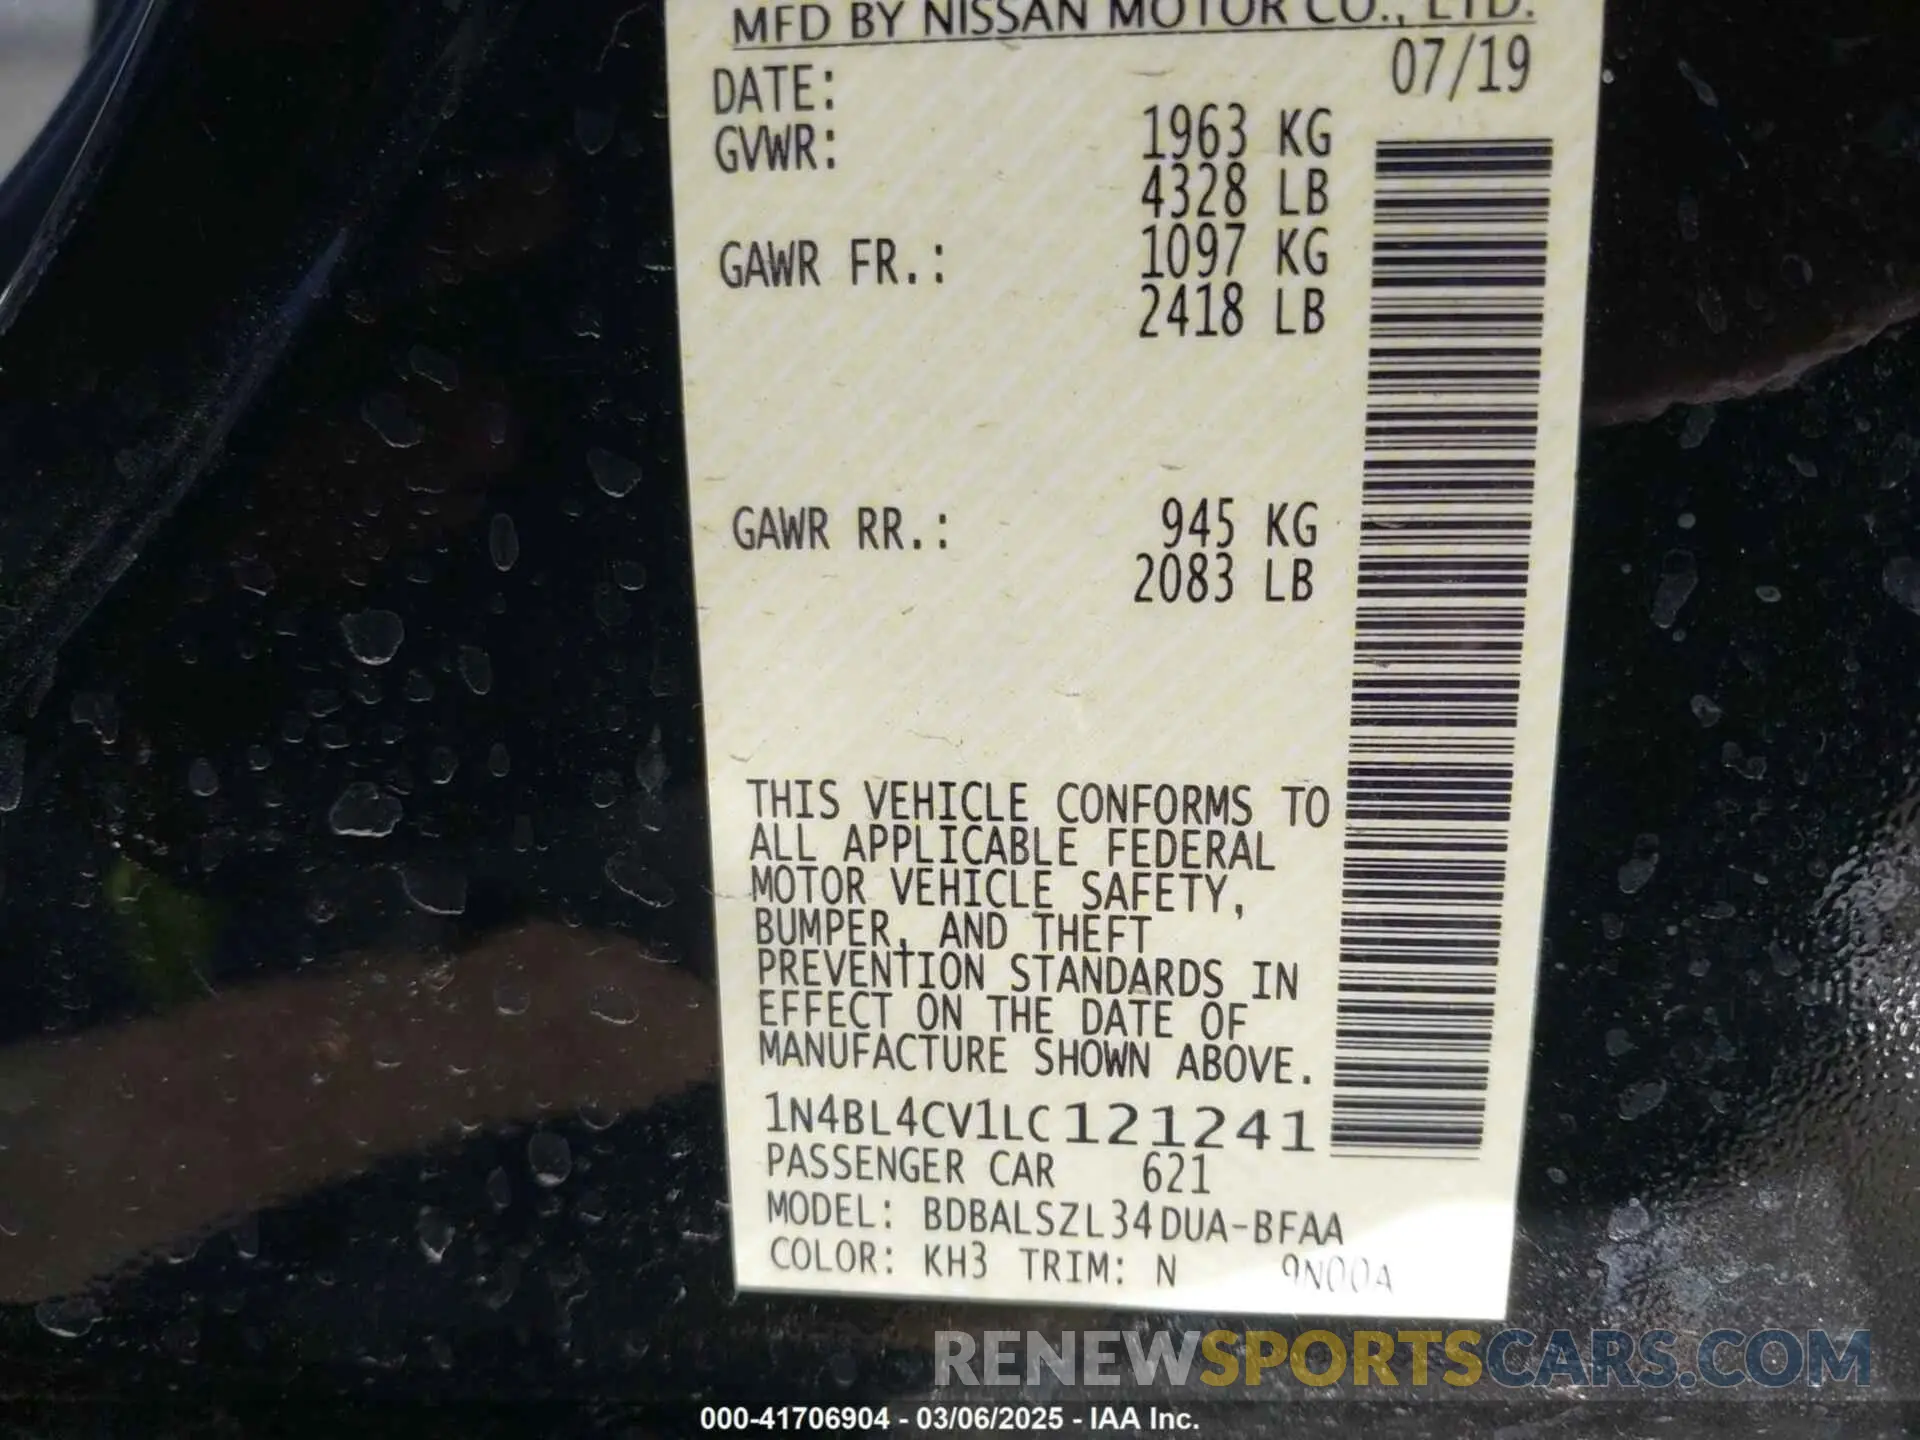 MFD BY NISSAN MOTOR CO., LTD.
DATE: 07/19
GVWR: 1963 KG
4328 LB
GAWR FR.: 1097 KG
2418 LB
GAWR RR.: 945 KG
2083 LB
THIS VEHICLE CONFORMS TO
ALL APPLICABLE FEDERAL
MOTOR VEHICLE SAFETY,
BUMPER, AND THEFT
PREVENTION STANDARDS IN
EFFECT ON THE DATE OF
MANUFACTURE SHOWN ABOVE.
1N4BL4CV1LC121241
PASSENGER CAR 621
MODEL: BDBALSZL34DUA-BFAA
COLOR: KH3 TRIM: N 9N00A
RENEWSPORTSCARS.COM
000-41706904 - 03/06/2025 - IAA Inc.